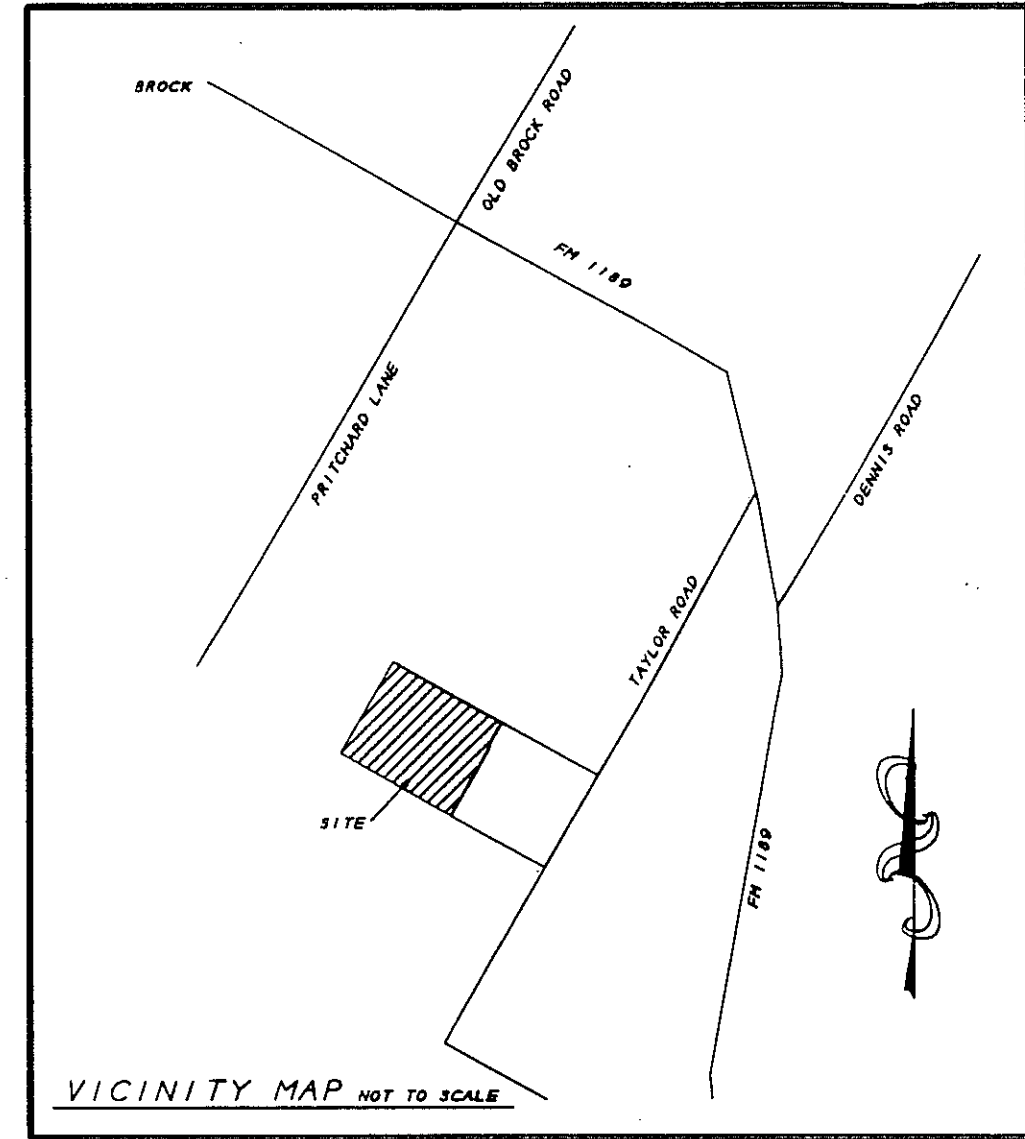 BROCK
OLD BROCK ROAD
FM 1189
PRITCHARD LANE
DENNIS ROAD
TAYLOR ROAD
SITE
FM 1189
VICINITY MAP NOT TO SCALE